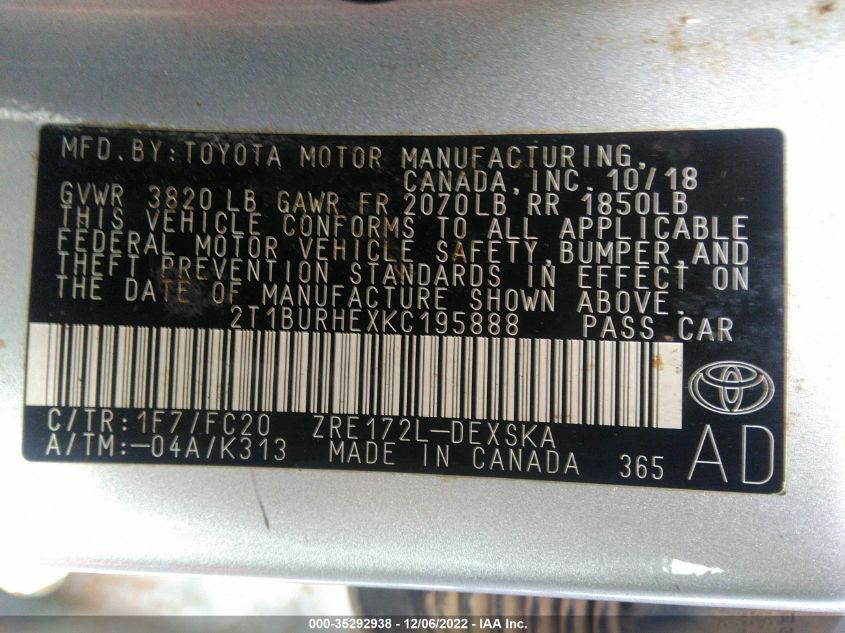 MFD.BY:TOYOTA MOTOR MANUFACTURING,
CANADA,INC. 10/18
GVWR 3820 LB GAWR FR 2070LB RR 1850LB
THIS VEHICLE CONFORMS TO ALL APPLICABLE
FEDERAL MOTOR VEHICLE SAFETY,BUMPER,AND
THEFT PREVENTION STANDARDS IN EFFECT ON
THE DATE OF MANUFACTURE SHOWN ABOVE.
2T1BURHEXKC195888 PASS CAR
C/TR:1F7/FC20 ZRE172L-DEXSKA
A/TM:-04A/K313 MADE IN CANADA 365 AD
000-35292938 - 12/06/2022 - IAA Inc.